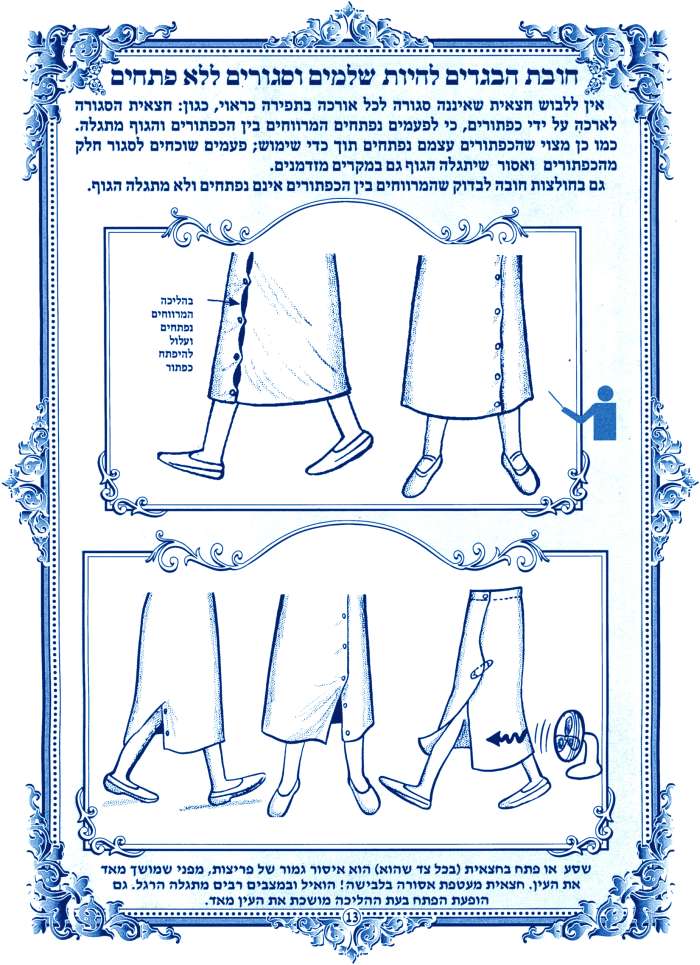 חובת הבגדים להיות שלמים וסגורים ללא פתחים
אין ללבוש חצאית שאיננה סגורה לכל אורכה בתפירה כראוי, כגון: חצאית הסגורה
לארכה על ידי כפתורים, כי לפעמים נפתחים המרווחים בין הכפתורים והגוף מתגלה.
כמו כן מצוי שהכפתורים עצמם נפתחים תוך כדי שימוש; פעמים שוכחים לסגור חלק
מהכפתורים ואסור שיתגלה הגוף גם במקרים מזדמנים.
גם בחולצות חובה לבדוק שהמרווחים בין הכפתורים אינם נפתחים ולא מתגלה הגוף.
בהליכה
המרווחים
נפתחים
ועלול
להיפתח
כפתור
שסע או פתח בחצאית (בכל צד שהוא) הוא איסור גמור של פריצות, מפני שמושך מאד
את העין. חצאית מעטפת אסורה בלבישה! הואיל ובמצבים רבים מתגלה הרגל. גם
הופעת הפתח בעת ההליכה מושכת את העין מאד.
13